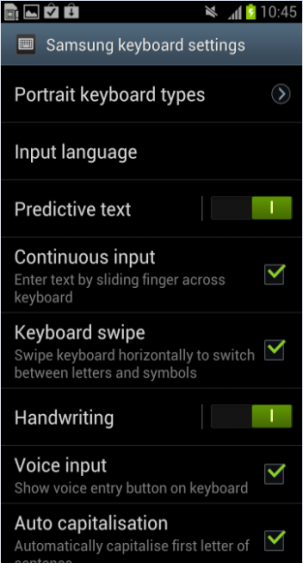 10:45
Samsung keyboard settings
Portrait keyboard types
Input language
Predictive text
Continuous input
Enter text by sliding finger across
keyboard
Keyboard swipe
Swipe keyboard horizontally to switch
between letters and symbols
Handwriting
Voice input
Show voice entry button on keyboard
Auto capitalisation
Automatically capitalise first letter of
sentence